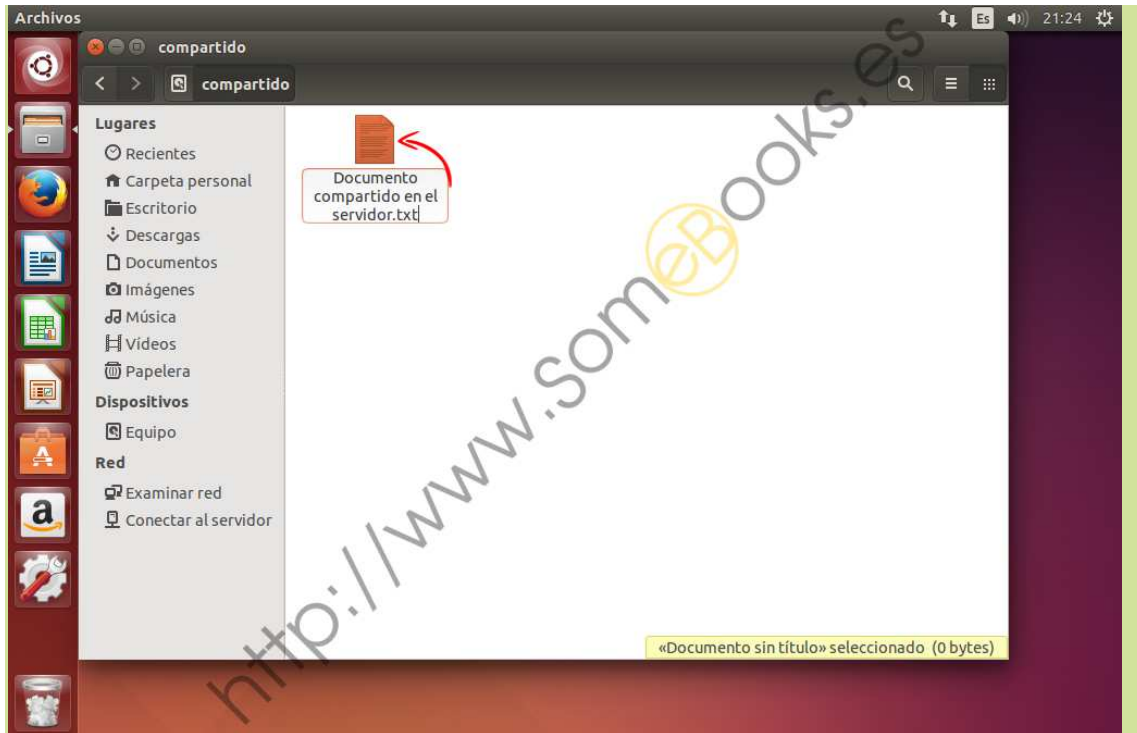 Archivos
Es
21:24
compartido
compartido
Lugares
Recientes
Carpeta personal
Escritorio
Descargas
Documentos
Imágenes
Música
Vídeos
Papelera
Dispositivos
Equipo
Red
Examinar red
Conectar al servidor
Documento
compartido en el
servidor.txt
«Documento sin título» seleccionado (0 bytes)
http://www.SomeBooks.es